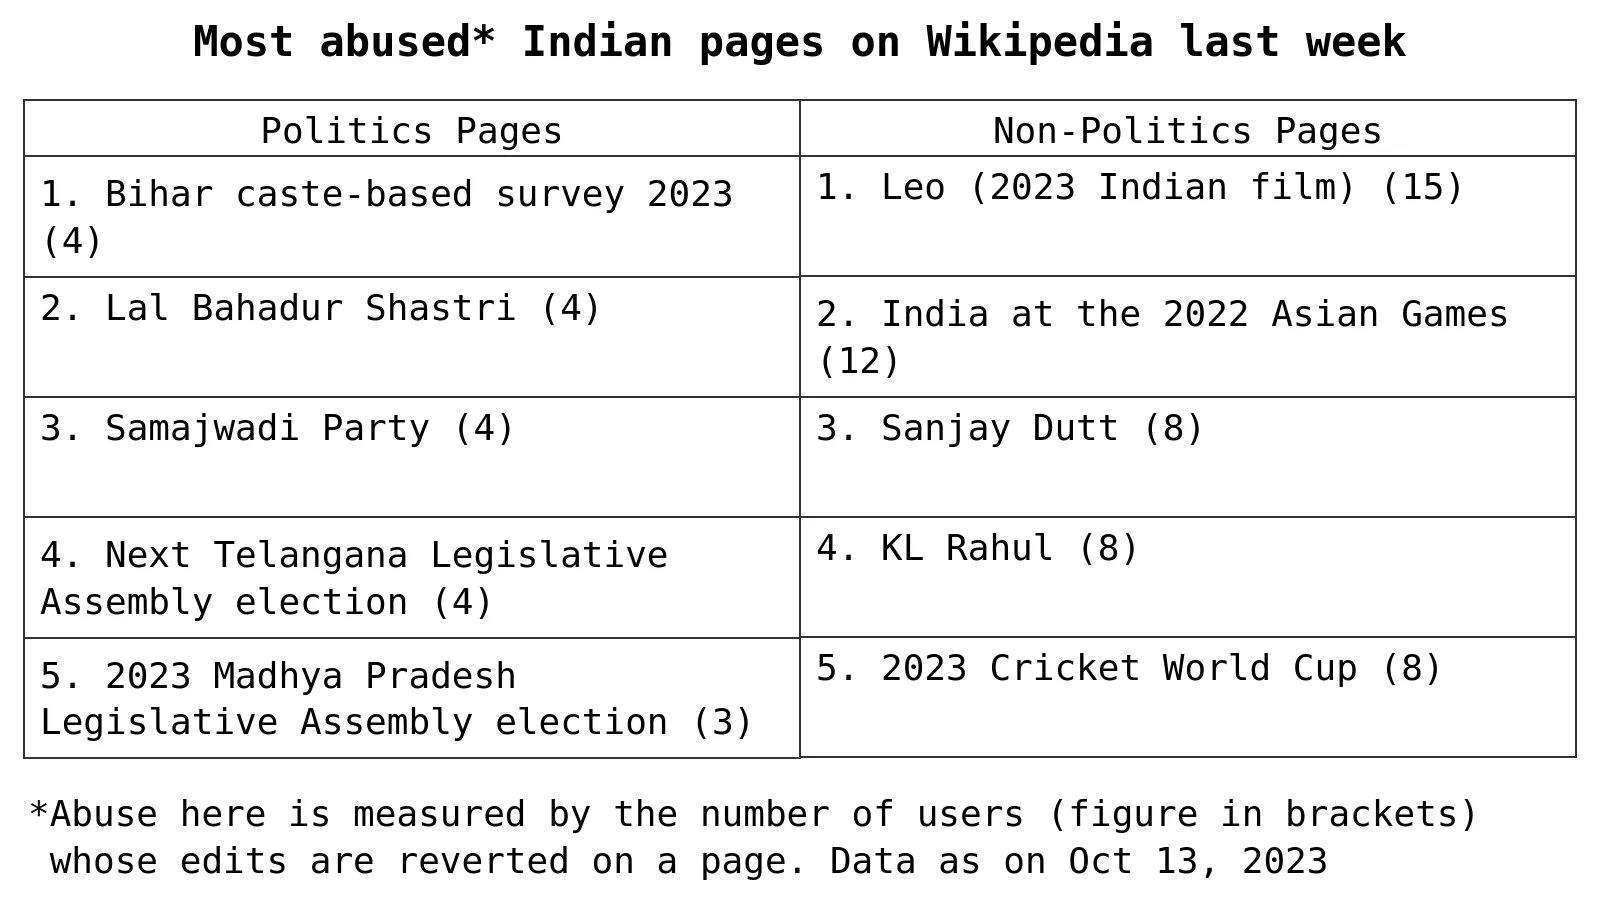 Most abused* Indian pages on Wikipedia last week
Politics Pages
Non-Politics Pages
1. Bihar caste-based survey 2023
(4)
1. Leo (2023 Indian film) (15)
2. Lal Bahadur Shastri (4)
2. India at the 2022 Asian Games
(12)
3. Samajwadi Party (4)
3. Sanjay Dutt (8)
4. Next Telangana Legislative
Assembly election (4)
4. KL Rahul (8)
5. 2023 Madhya Pradesh
Legislative Assembly election (3)
5. 2023 Cricket World Cup (8)
*Abuse here is measured by the number of users (figure in brackets)
whose edits are reverted on a page. Data as on Oct 13, 2023